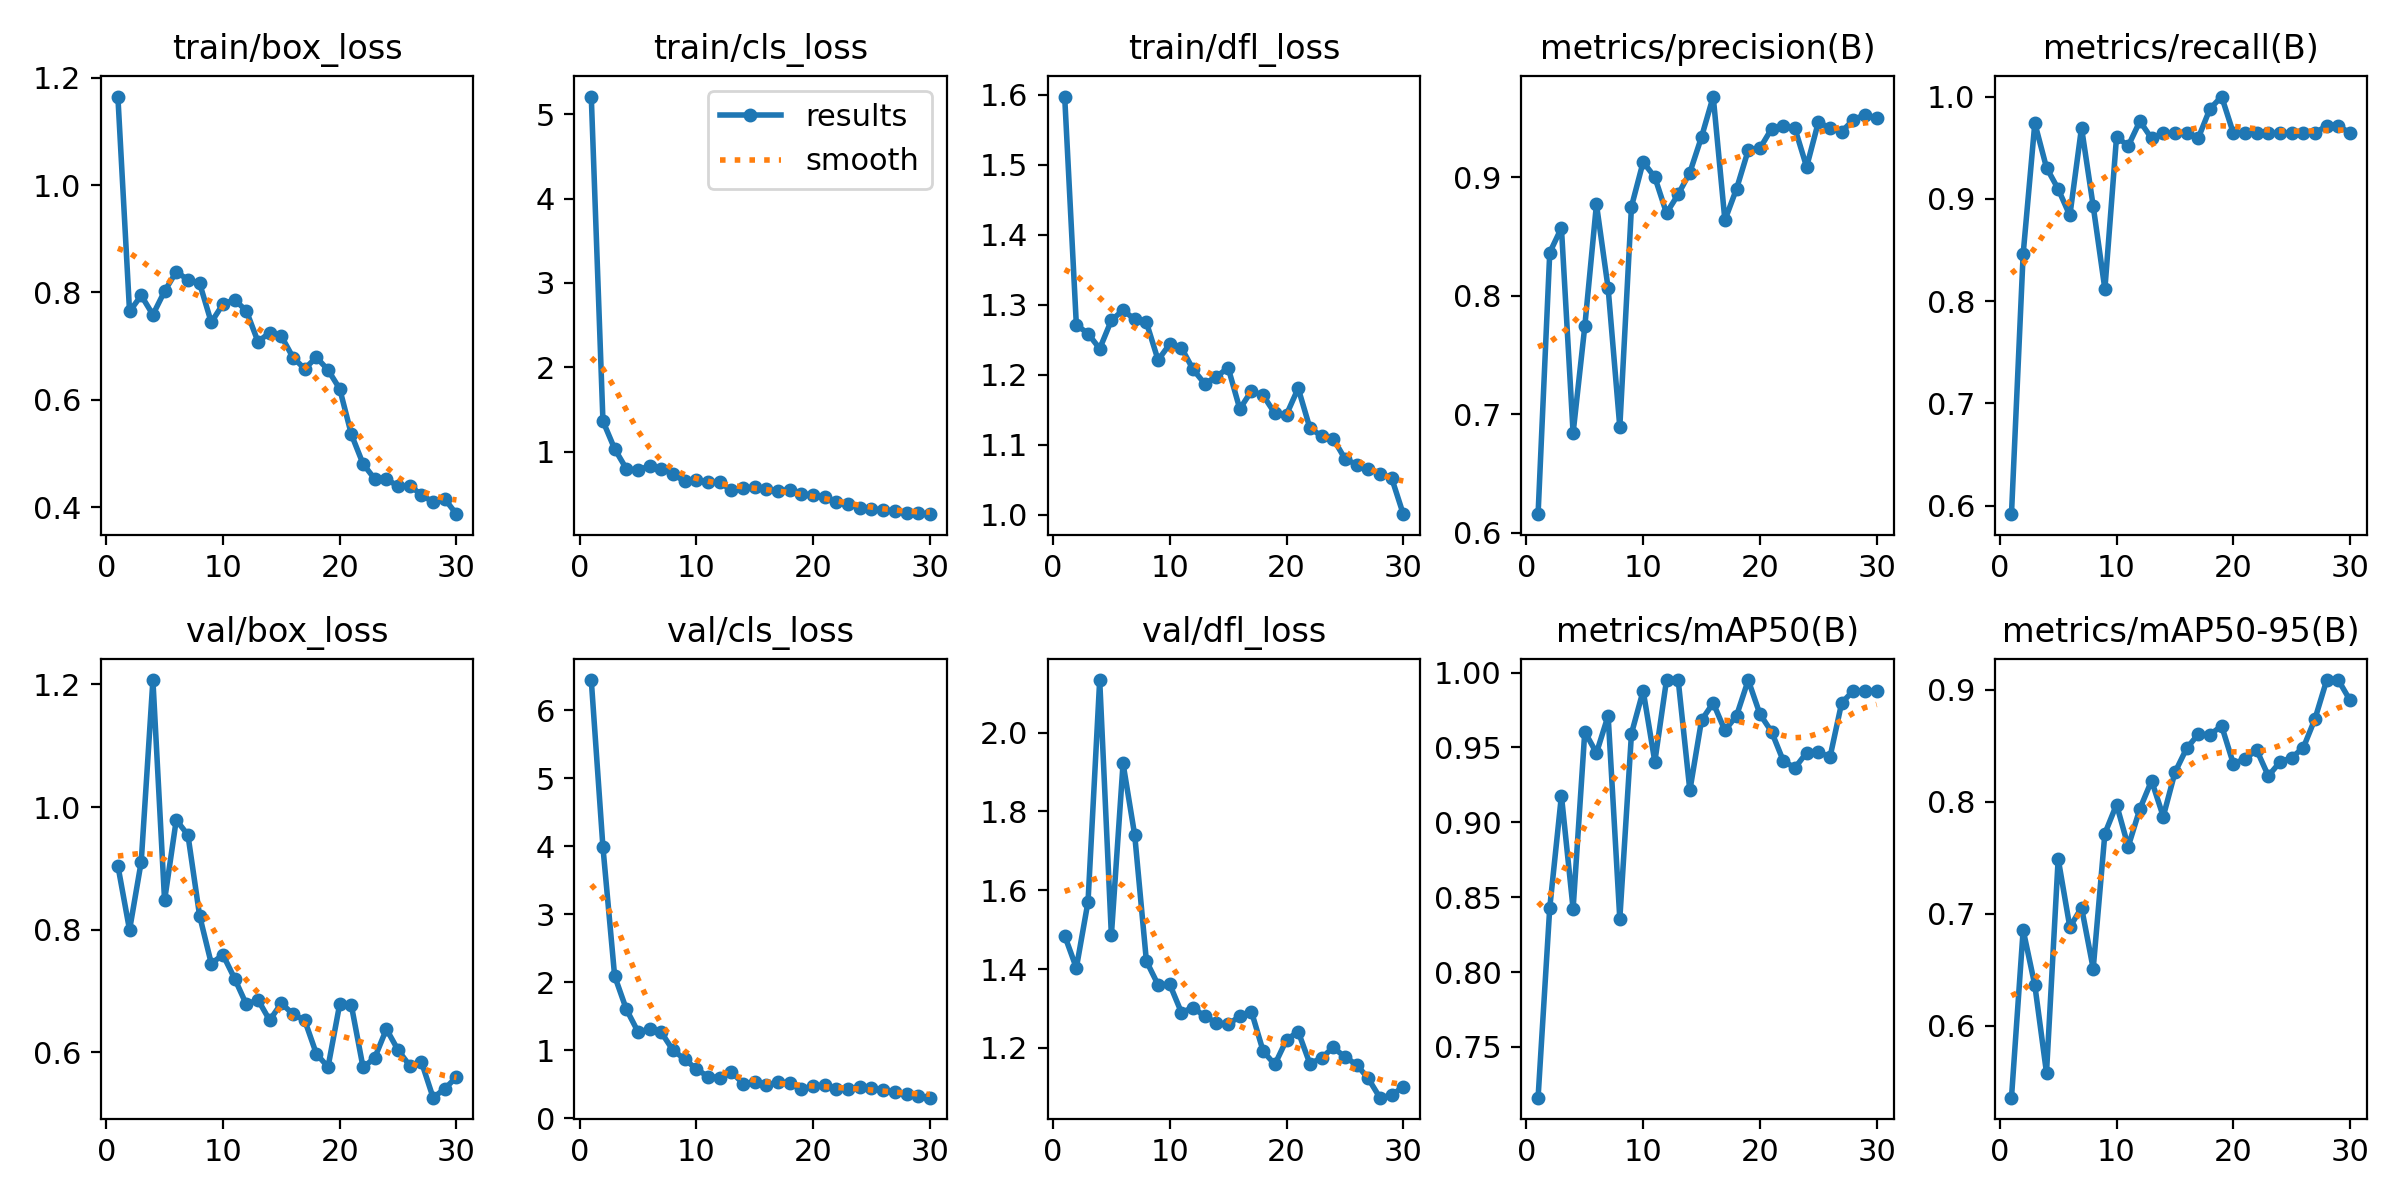 train/box_loss
1.2
1.0
0.8
0.6
0.4
0 10 20 30
train/cls_loss
results
smooth
5
4
3
2
1
0 10 20 30
train/dfl_loss
1.6
1.5
1.4
1.3
1.2
1.1
1.0
0 10 20 30
metrics/precision(B)
0.9
0.8
0.7
0.6
0 10 20 30
metrics/recall(B)
1.0
0.9
0.8
0.7
0.6
0 10 20 30
val/box_loss
1.2
1.0
0.8
0.6
0 10 20 30
val/cls_loss
6
5
4
3
2
1
0
0 10 20 30
val/dfl_loss
2.0
1.8
1.6
1.4
1.2
0 10 20 30
metrics/mAP50(B)
1.00
0.95
0.90
0.85
0.80
0.75
0 10 20 30
metrics/mAP50-95(B)
0.9
0.8
0.7
0.6
0 10 20 30